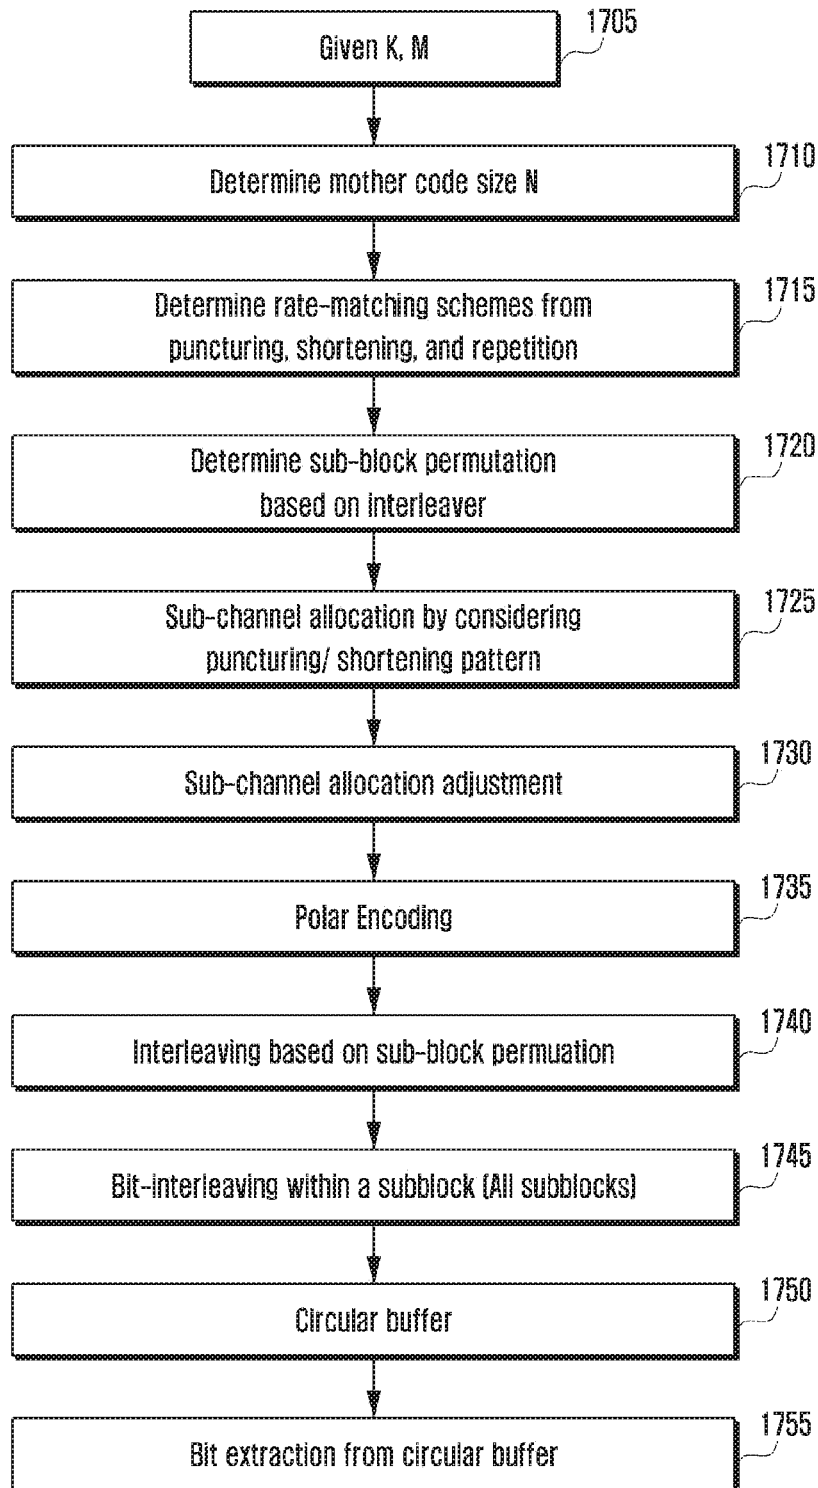 Given K, M
1705
Determine mother code size N
1710
Determine rate-matching schemes from
puncturing, shortening, and repetition
1715
Determine sub-block permutation
based on interleaver
1720
Sub-channel allocation by considering
puncturing/ shortening pattern
1725
Sub-channel allocation adjustment
1730
Polar Encoding
1735
Interleaving based on sub-block permuation
1740
Bit-interleaving within a subblock (All subblocks)
1745
Circular buffer
1750
Bit extraction from circular buffer
1755